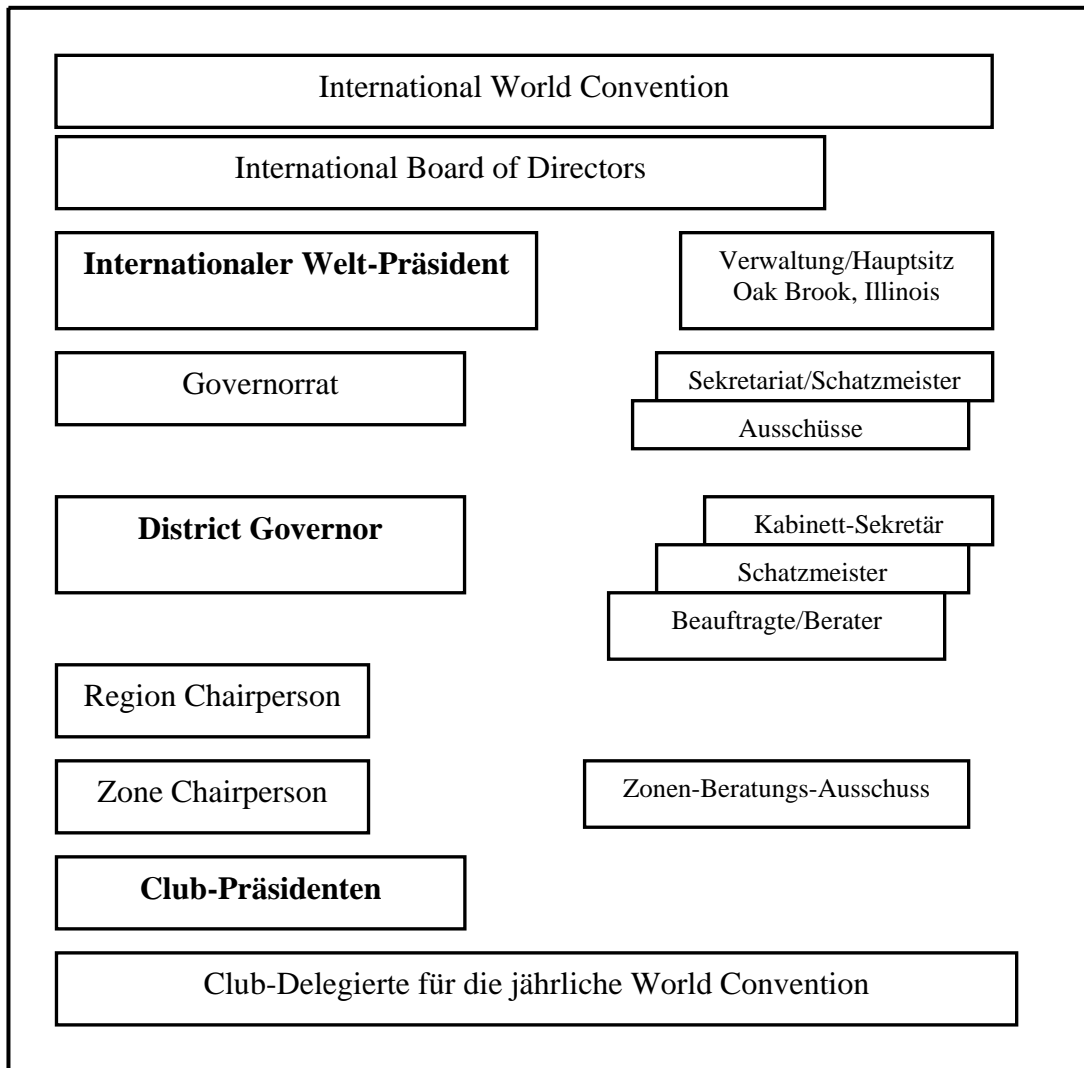 International World Convention
International Board of Directors
Internationaler Welt-Präsident
Verwaltung/Hauptsitz
Oak Brook, Illinois
Governorrat
Sekretariat/Schatzmeister
Ausschüsse
District Governor
Kabinett-Sekretär
Schatzmeister
Beauftragte/Berater
Region Chairperson
Zone Chairperson
Zonen-Beratungs-Ausschuss
Club-Präsidenten
Club-Delegierte für die jährliche World Convention